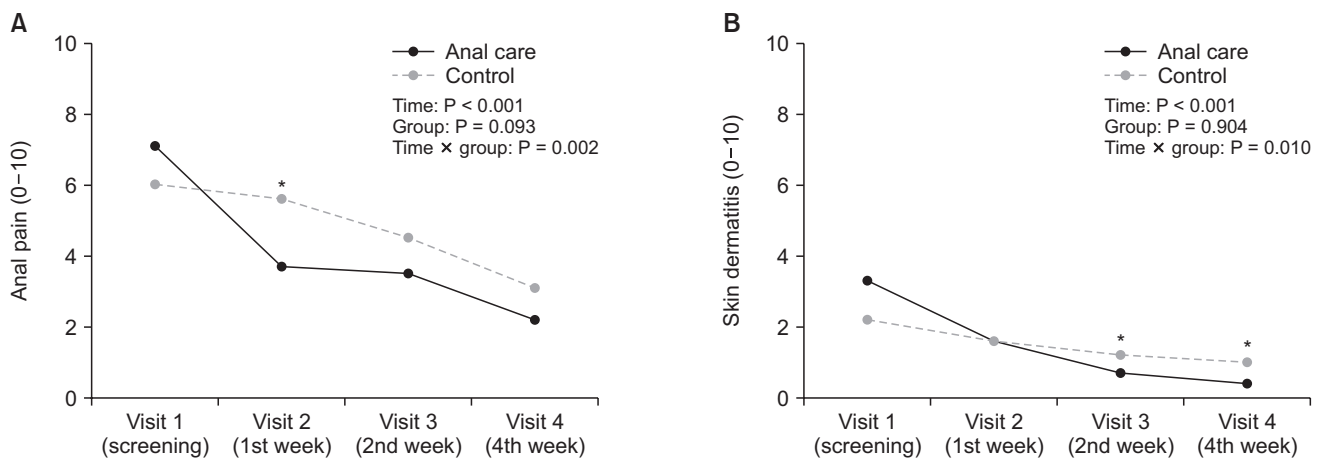 A
10
8
6
4
2
0
Anal pain (0–10)
Anal care
Control
Time: P < 0.001
Group: P = 0.093
Time × group: P = 0.002
*
Visit 1
(screening)
Visit 2
(1st week)
Visit 3
(2nd week)
Visit 4
(4th week)
B
10
8
6
4
2
0
Skin dermatitis (0–10)
Anal care
Control
Time: P < 0.001
Group: P = 0.904
Time × group: P = 0.010
*
*
Visit 1
(screening)
Visit 2
(1st week)
Visit 3
(2nd week)
Visit 4
(4th week)